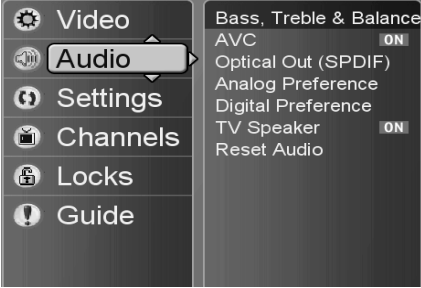 Video
Audio
Settings
Channels
Locks
Guide
Bass, Treble & Balance
AVC ON
Optical Out (SPDIF)
Analog Preference
Digital Preference
TV Speaker ON
Reset Audio